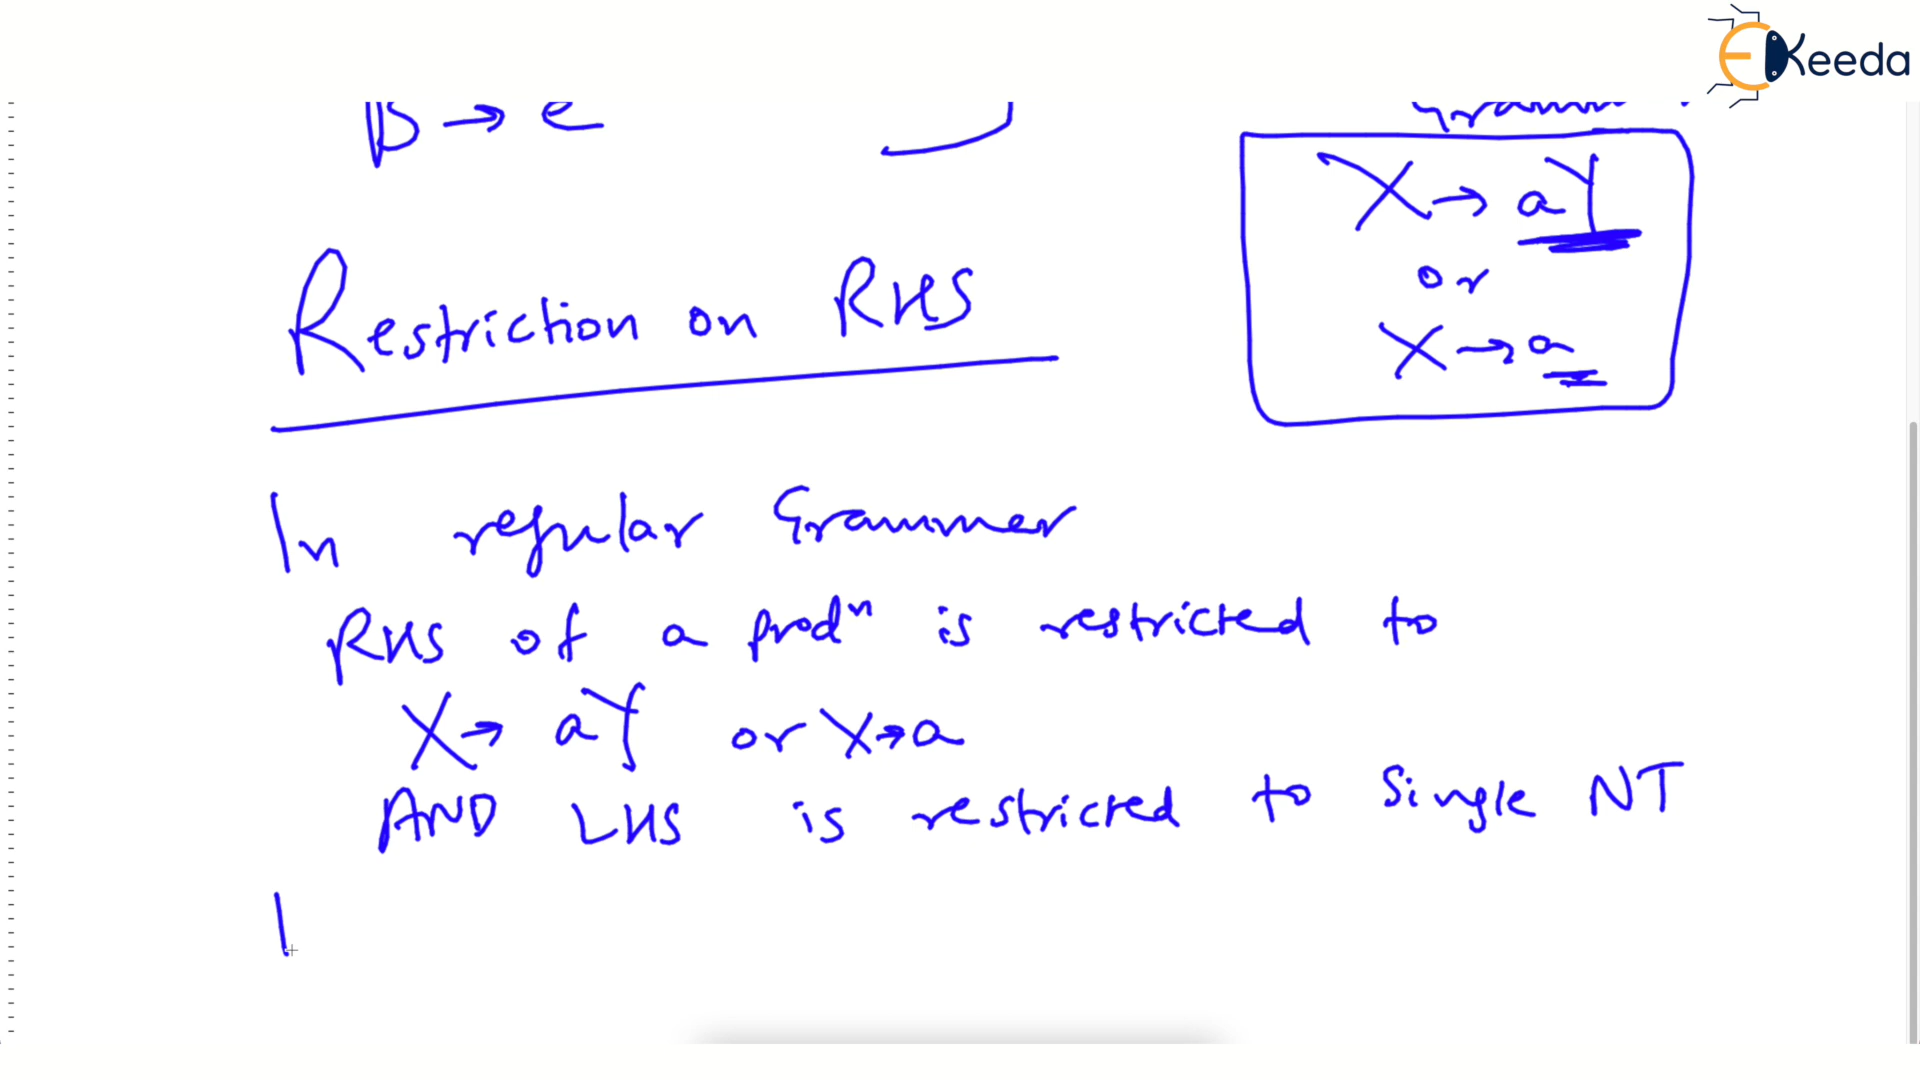 EKeeda
B → e
X → aY
or
X → a
Restriction on RHS
In regular Grammer
RHS of a prodⁿ is restricted to
X → aY or X → a
AND LHS is restricted to single NT